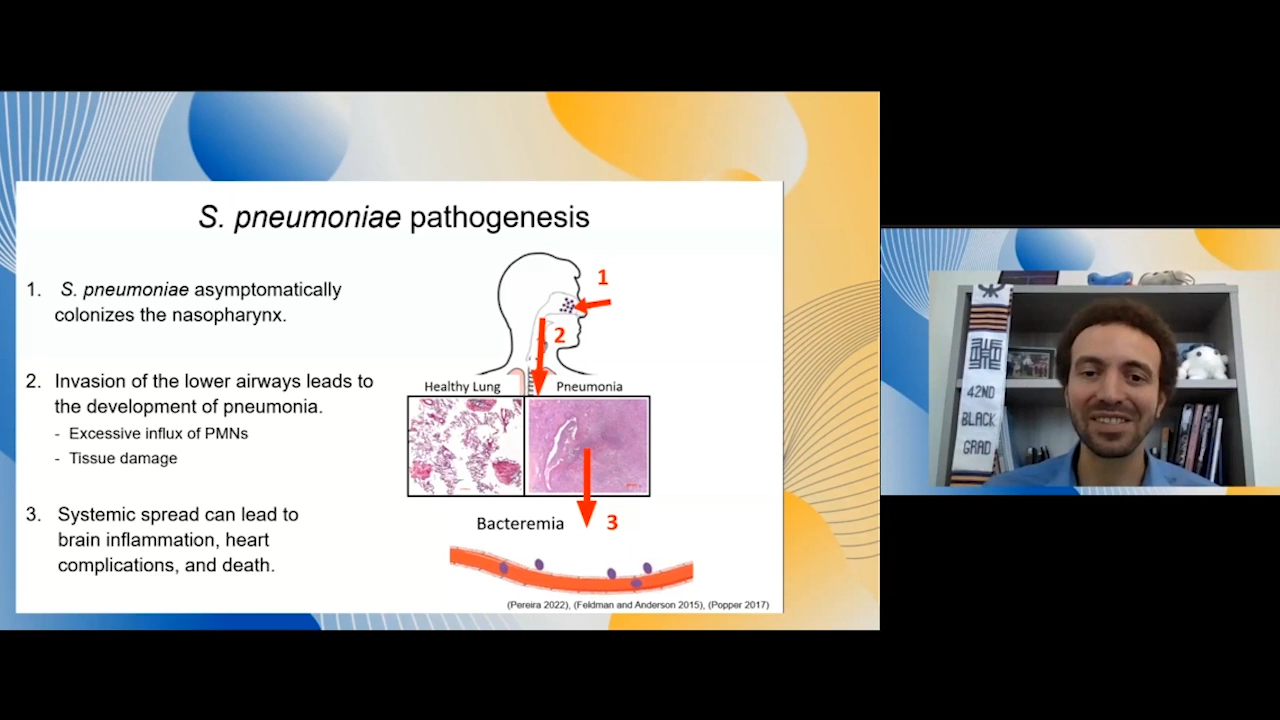 S. pneumoniae pathogenesis
1. S. pneumoniae asymptomatically
colonizes the nasopharynx.
2. Invasion of the lower airways leads to
the development of pneumonia.
- Excessive influx of PMNs
- Tissue damage
3. Systemic spread can lead to
brain inflammation, heart
complications, and death.
1
2
Healthy Lung
Pneumonia
Bacteremia
3
(Pereira 2022), (Feldman and Anderson 2015), (Popper 2017)
42ND
BLACK
GRAD